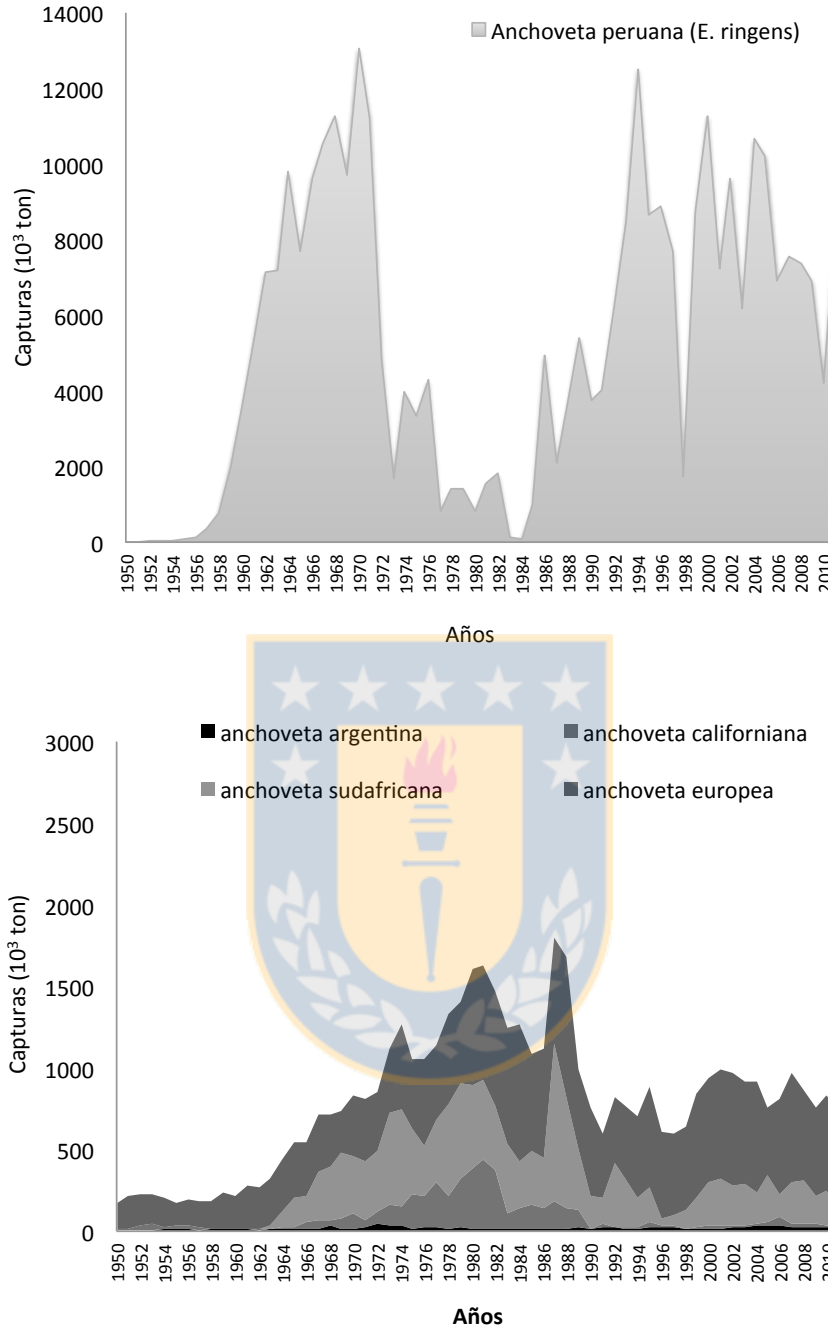 14000
Anchoveta peruana (E. ringens)
12000
10000
8000
6000
4000
2000
0
Capturas (10³ ton)
1950 1952 1954 1956 1958 1960 1962 1964 1966 1968 1970 1972 1974 1976 1978 1980 1982 1984 1986 1988 1990 1992 1994 1996 1998 2000 2002 2004 2006 2008 2010
Años
3000
anchoveta argentina anchoveta californiana
anchoveta sudafricana anchoveta europea
2500
2000
1500
1000
500
0
Capturas (10³ ton)
1950 1952 1954 1956 1958 1960 1962 1964 1966 1968 1970 1972 1974 1976 1978 1980 1982 1984 1986 1988 1990 1992 1994 1996 1998 2000 2002 2004 2006 2008 2010
Años